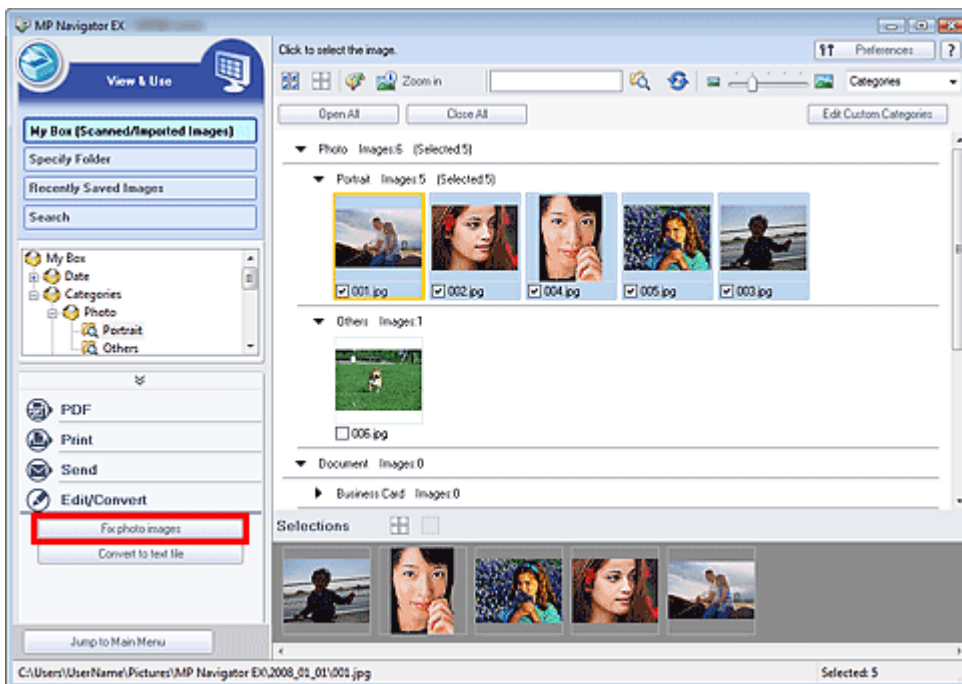 MP Navigator EX
View & Use
My Box (Scanned/Imported Images)
Specify Folder
Recently Saved Images
Search
My Box
Date
Categories
Photo
Portrait
Others
PDF
Print
Send
Edit/Convert
Fix photo images
Convert to text file
Jump to Main Menu
Click to select the image.
Preferences
?
Zoom in
Categories
Open All
Close All
Edit Custom Categories
Photo Images:6 (Selected:5)
Portrait Images:5 (Selected:5)
001.jpg
002.jpg
004.jpg
005.jpg
003.jpg
Others Images:1
006.jpg
Document Images:0
Business Card Images:0
Selections
C:\Users\UserName\Pictures\MP Navigator EX\2008_01_01\001.jpg
Selected: 5